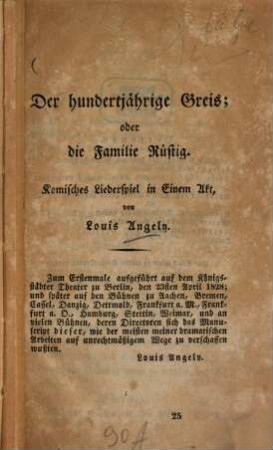 Der hundertjährige Greis;
oder
die Familie Rüstig.
Komisches Liederspiel in Einem Akt,
von
Louis Angely.
Zum Erstenmale aufgeführt auf dem Königs-
städter Theater zu Berlin, den 23sten April 1828;
und später auf den Bühnen zu Aachen, Bremen,
Cassel, Danzig, Dettmold, Frankfurt a. M., Frank-
furt a. O., Hamburg, Stettin, Weimar, und an
vielen Bühnen, deren Directoren sich das Manu-
script dieser, wie der meisten meiner dramatischen
Arbeiten auf unrechtmäßigem Wege zu verschaffen
wußten.
Louis Angely.
25